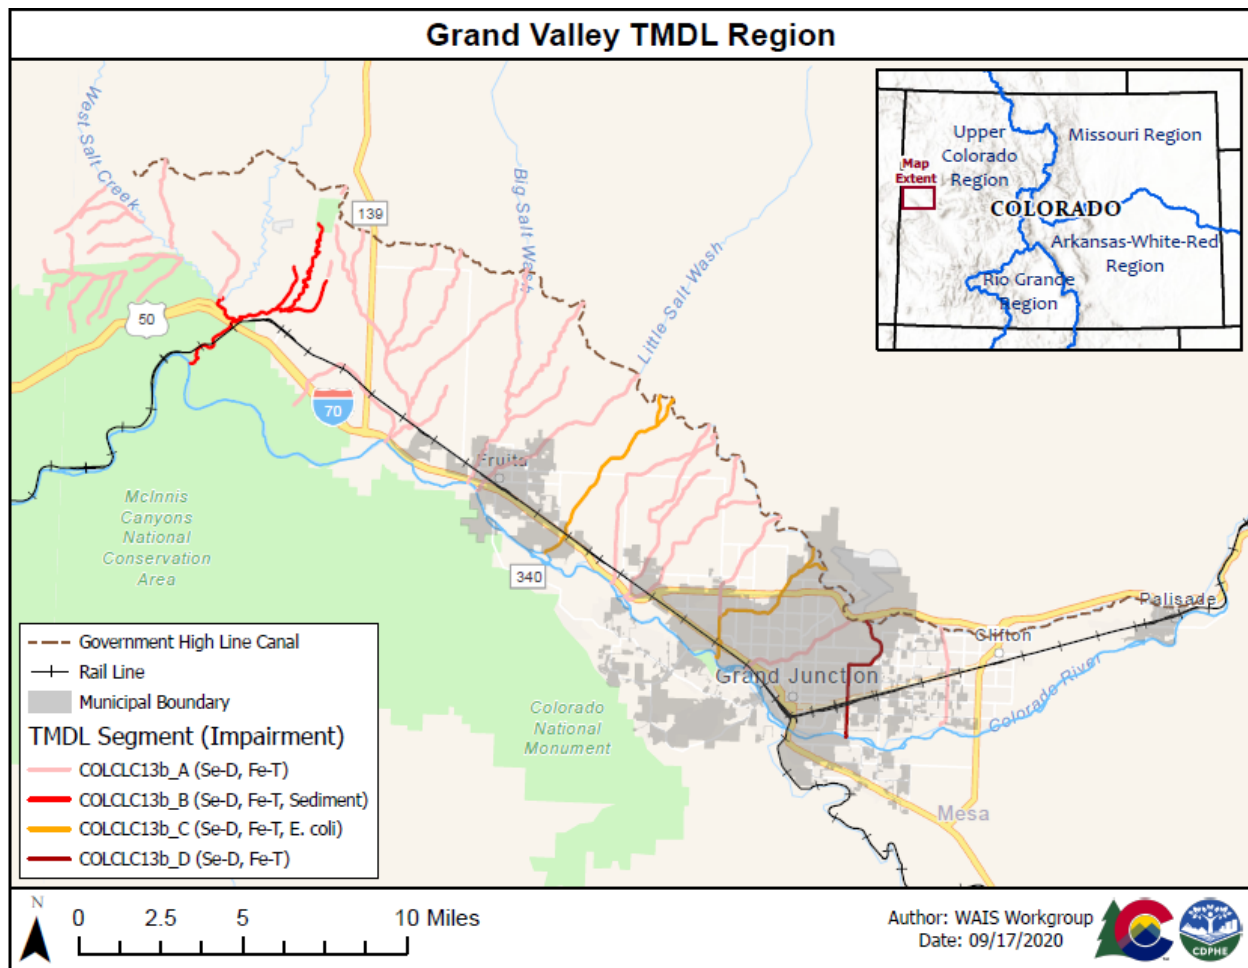 Grand Valley TMDL Region
West Salt Creek
139
Big Salt Wash
Little Salt Wash
50
70
Fruita
McInnis
Canyons
National
Conservation
Area
340
Palisade
Clifton
Grand Junction
Colorado River
Colorado
National
Monument
Mesa
Upper
Colorado
Region
Missouri Region
Map
Extent
COLORADO
Arkansas-White-Red
Region
Rio Grande
Region
Government High Line Canal
Rail Line
Municipal Boundary
TMDL Segment (Impairment)
COLCLC13b_A (Se-D, Fe-T)
COLCLC13b_B (Se-D, Fe-T, Sediment)
COLCLC13b_C (Se-D, Fe-T, E. coli)
COLCLC13b_D (Se-D, Fe-T)
N
0 2.5 5 10 Miles
Author: WAIS Workgroup
Date: 09/17/2020
CDPHE